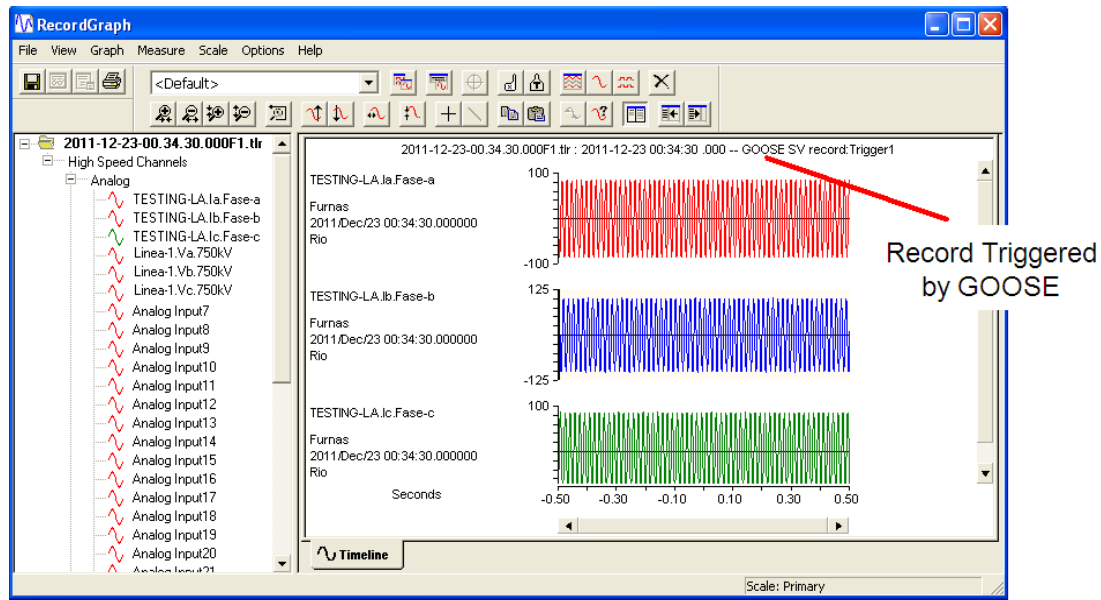 RecordGraph
File View Graph Measure Scale Options Help
<Default>
2011-12-23-00.34.30.000F1.tlr
High Speed Channels
Analog
TESTING-LA.Ia.Fase-a
TESTING-LA.Ib.Fase-b
TESTING-LA.Ic.Fase-c
Linea-1.Va.750kV
Linea-1.Vb.750kV
Linea-1.Vc.750kV
Analog Input7
Analog Input8
Analog Input9
Analog Input10
Analog Input11
Analog Input12
Analog Input13
Analog Input14
Analog Input15
Analog Input16
Analog Input17
Analog Input18
Analog Input19
Analog Input20
Analog Input21
2011-12-23-00.34.30.000F1.tlr : 2011-12-23 00:34:30 .000 -- GOOSE SV record:Trigger1
TESTING-LA.Ia.Fase-a
Furnas
2011/Dec/23 00:34:30.000000
Rio
100
-100
TESTING-LA.Ib.Fase-b
Furnas
2011/Dec/23 00:34:30.000000
Rio
125
-125
TESTING-LA.Ic.Fase-c
Furnas
2011/Dec/23 00:34:30.000000
Rio
100
Seconds
-0.50 -0.30 -0.10 0.10 0.30 0.50
Timeline
Scale: Primary
Record Triggered
by GOOSE